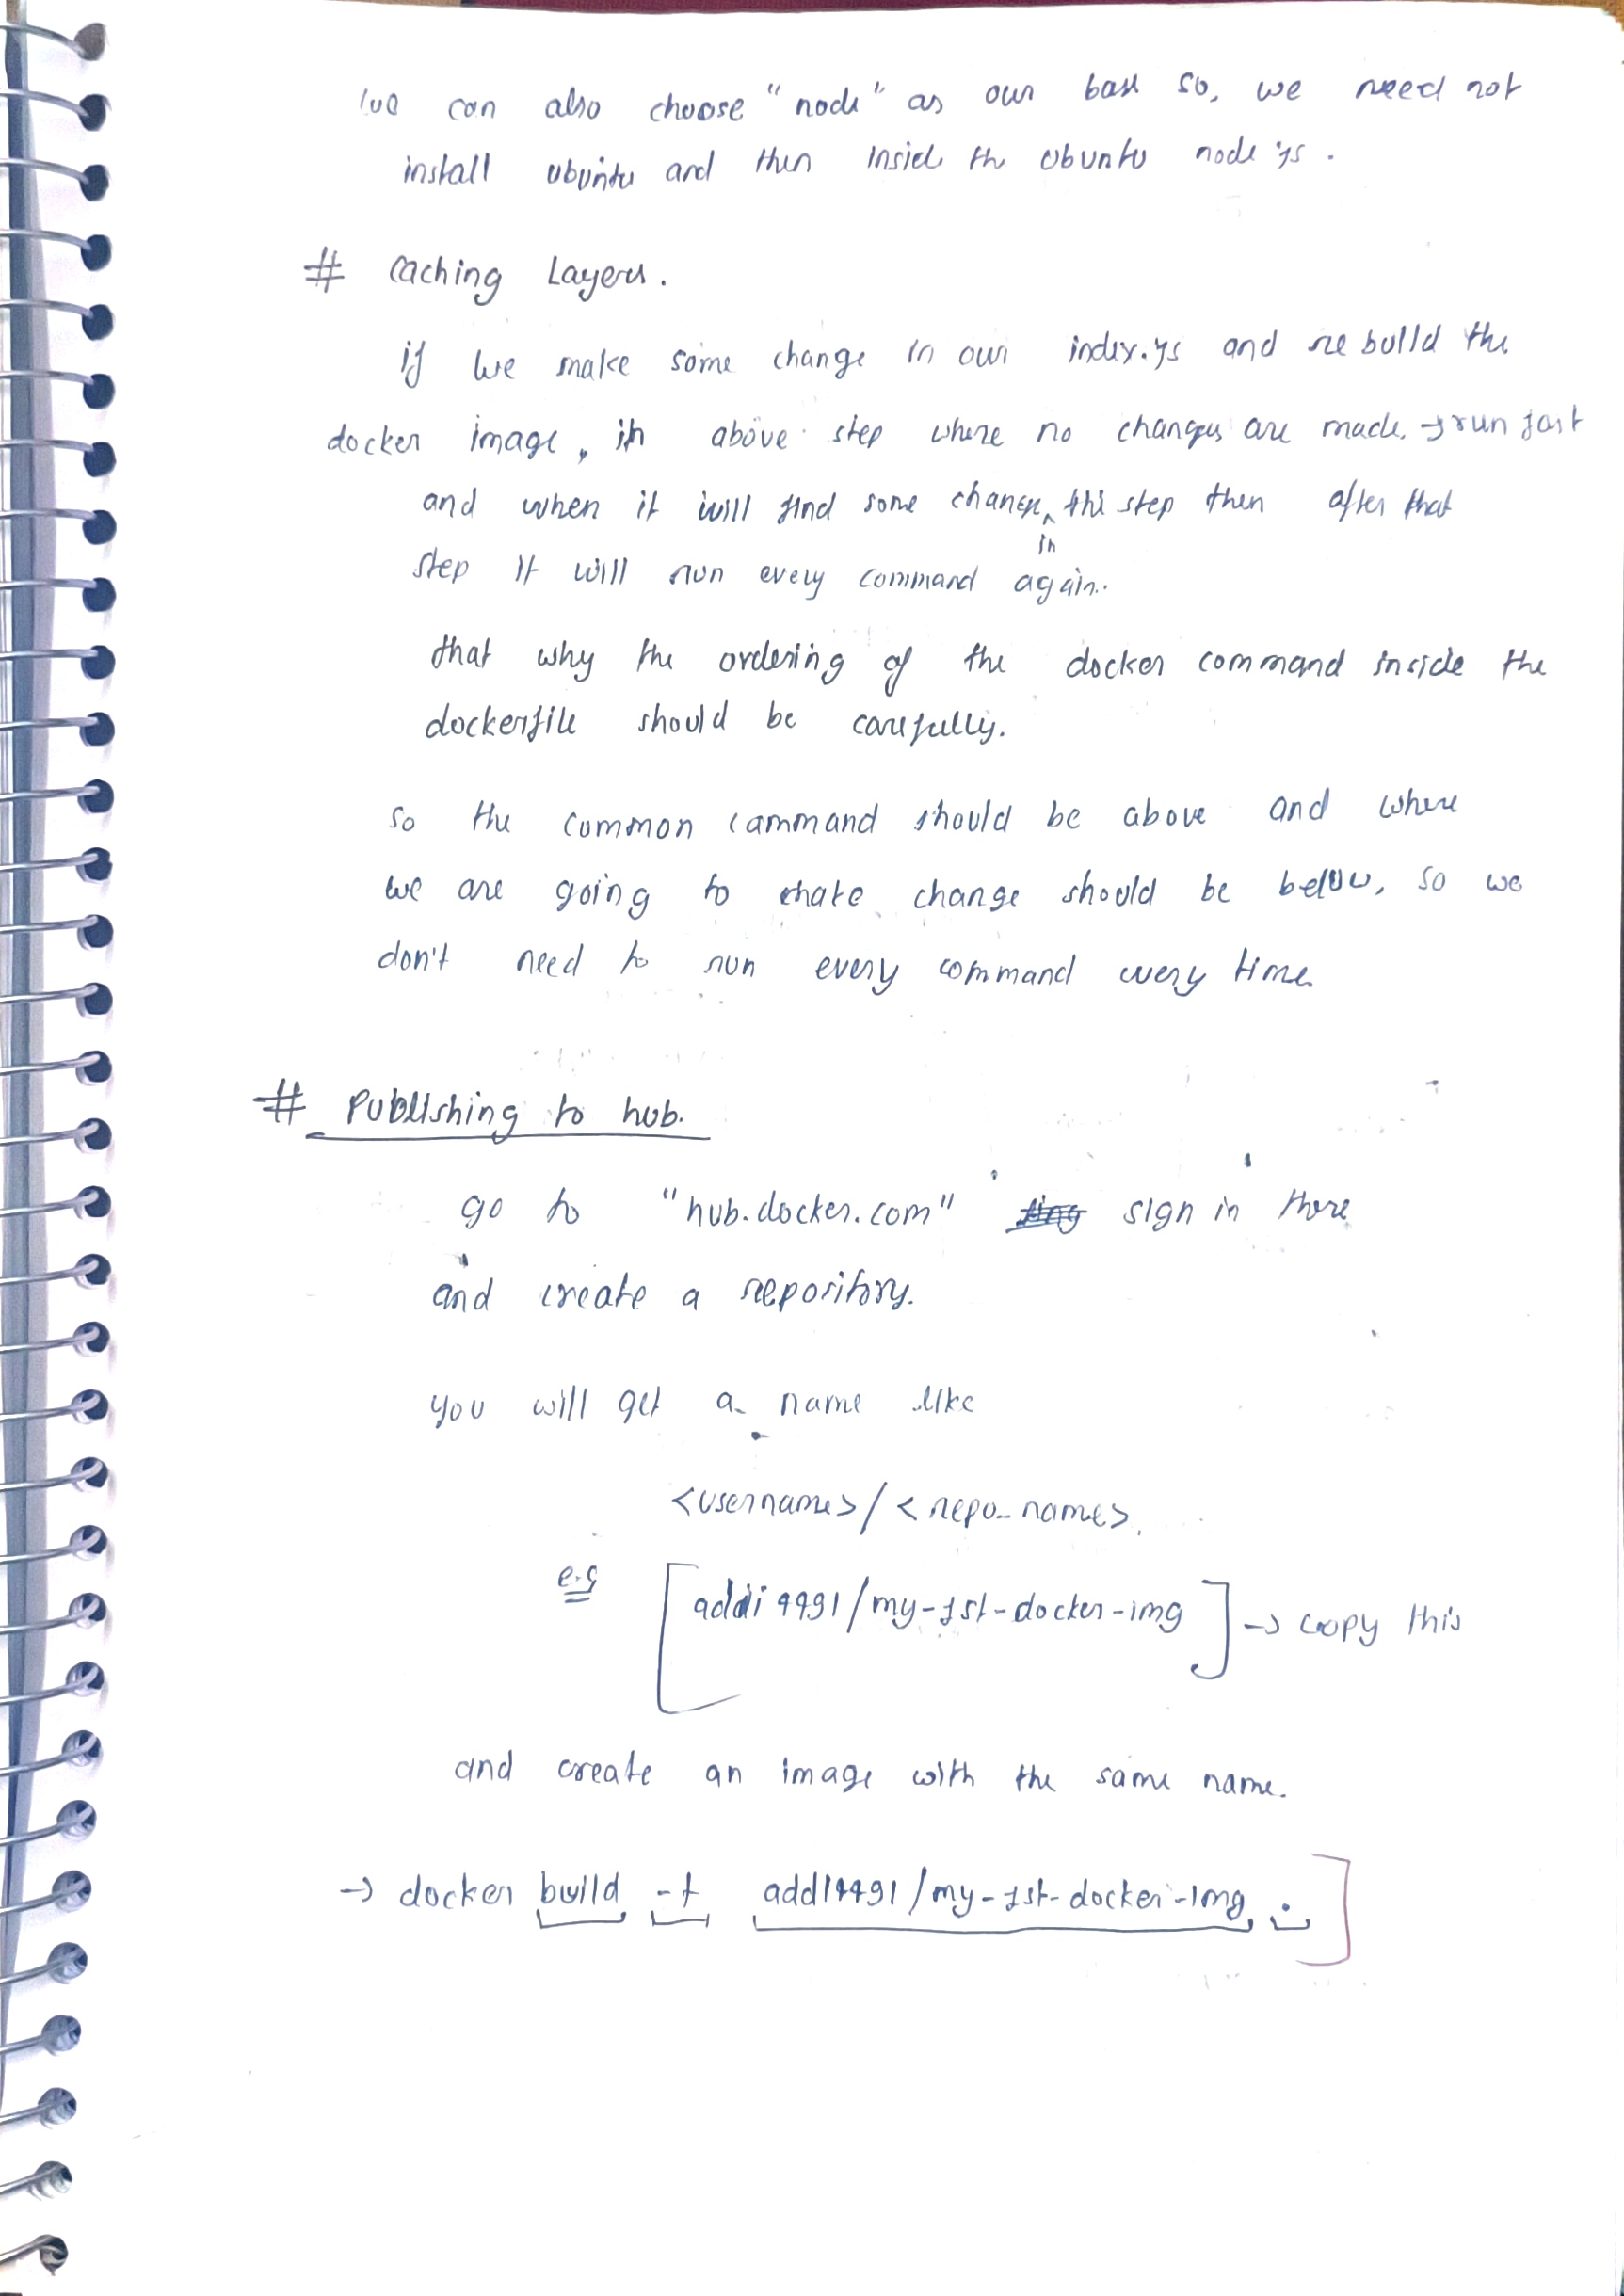 we can also choose "node" as our base so, we need not
install ubuntu and then inside the ubuntu node js.
# Caching Layers.
if we make some change in our index.js and rebuild the
docker image, in above step where no changes are made. → run fast
and when it will find some change in this step then after that
step it will run every command again.
that why the ordering of the docker command inside the
dockerfile should be carefully.
so the common command should be above and where
we are going to make change should be below, so we
don't need to run every command every time
# Publishing to hub.
go to "hub.docker.com" sign in there
and create a repository.
you will get a name like
<username>/<repo_name>.
e.g [addi9991/my-1st-docker-img] → copy this
and create an image with the same name.
→ docker build -t addi9991/my-1st-docker-img .]